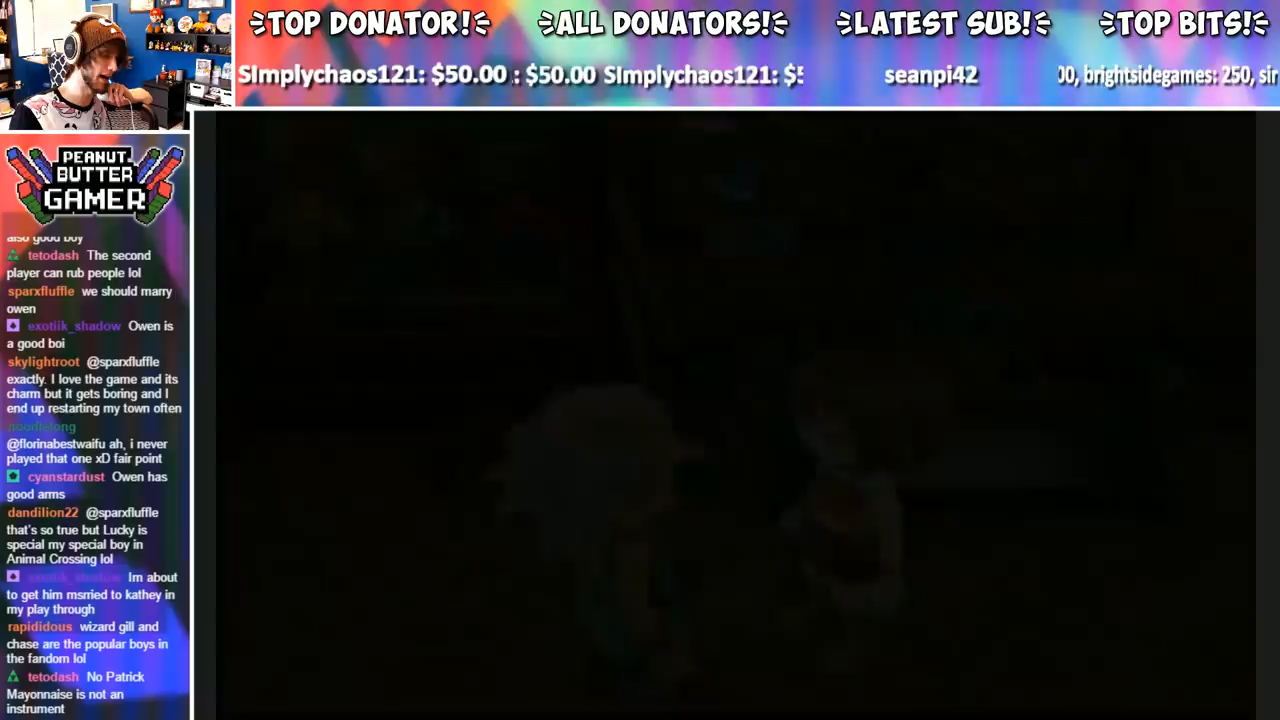 TOP DONATOR!
ALL DONATORS!
LATEST SUB!
TOP BITS!
SImplychaos121: $50.00
: $50.00 SImplychaos121: $
seanpi42
00, brightsidegames: 250, sir
PEANUT
BUTTER
GAMER
also good boy
tetodash The second
player can rub people lol
sparxfluffle we should marry
owen
exotiik_shadow Owen is
a good boi
skylightroot @sparxfluffle
exactly. I love the game and its
charm but it gets boring and I
end up restarting my town often
@florinabestwaifu ah, i never
played that one xD fair point
cyanstardust Owen has
good arms
dandilion22 @sparxfluffle
that's so true but Lucky is
special my special boy in
Animal Crossing lol
exotiik_shadow Im about
to get him msrried to kathey in
my play through
rapididous wizard gill and
chase are the popular boys in
the fandom lol
tetodash No Patrick
Mayonnaise is not an
instrument